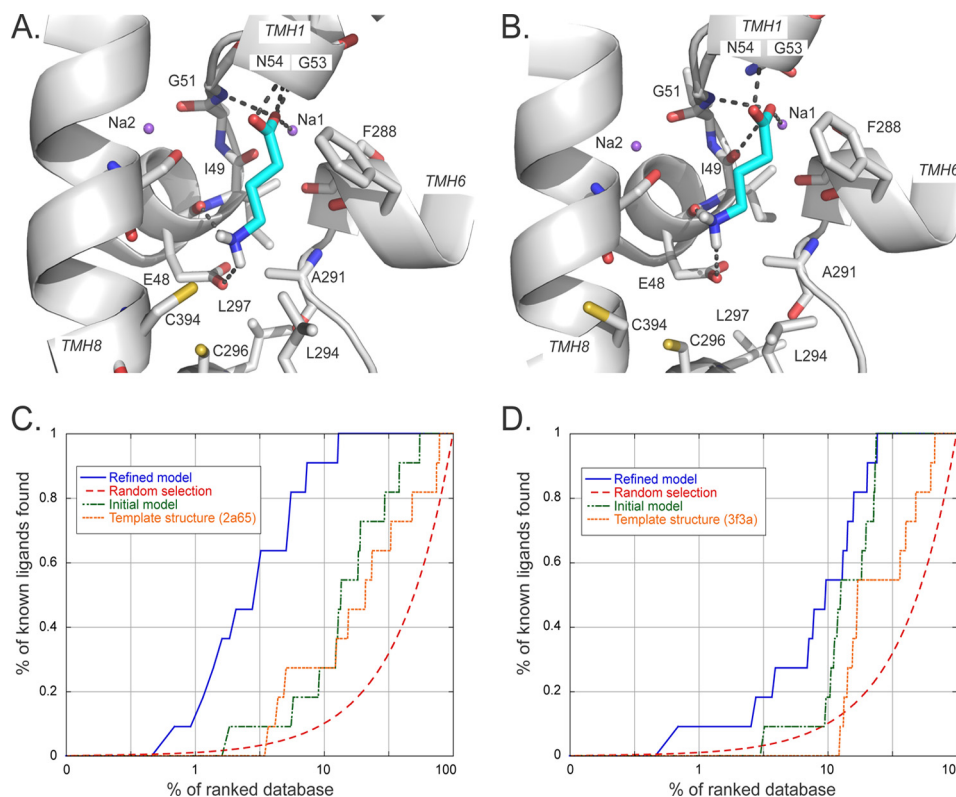 A.
TMH1
N54 G53
G51
Na1
Na2
F288
I49
TMH6
E48
A291
L297
C394
TMH8
C296
L294
B.
TMH1
N54 G53
G51
Na1
F288
Na2
I49
TMH6
E48
A291
L297
C394
TMH8
C296
L294
C.
1
0.8
0.6
0.4
0.2
0
% of known ligands found
Refined model
Random selection
Initial model
Template structure (2a65)
0 1 10 100
% of ranked database
D.
1
0.8
0.6
0.4
0.2
0
% of known ligands found
Refined model
Random selection
Initial model
Template structure (3f3a)
0 1 10 100
% of ranked database